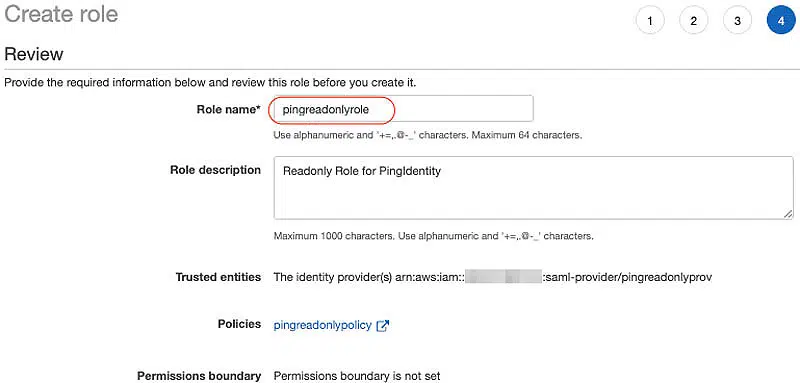 Create role
1 2 3 4
Review
Provide the required information below and review this role before you create it.
Role name* pingreadonlyrole
Use alphanumeric and '+=,.@-_' characters. Maximum 64 characters.
Role description Readonly Role for PingIdentity
Maximum 1000 characters. Use alphanumeric and '+=,.@-_' characters.
Trusted entities The identity provider(s) arn:aws:iam:: :saml-provider/pingreadonlyprov
Policies pingreadonlypolicy
Permissions boundary Permissions boundary is not set